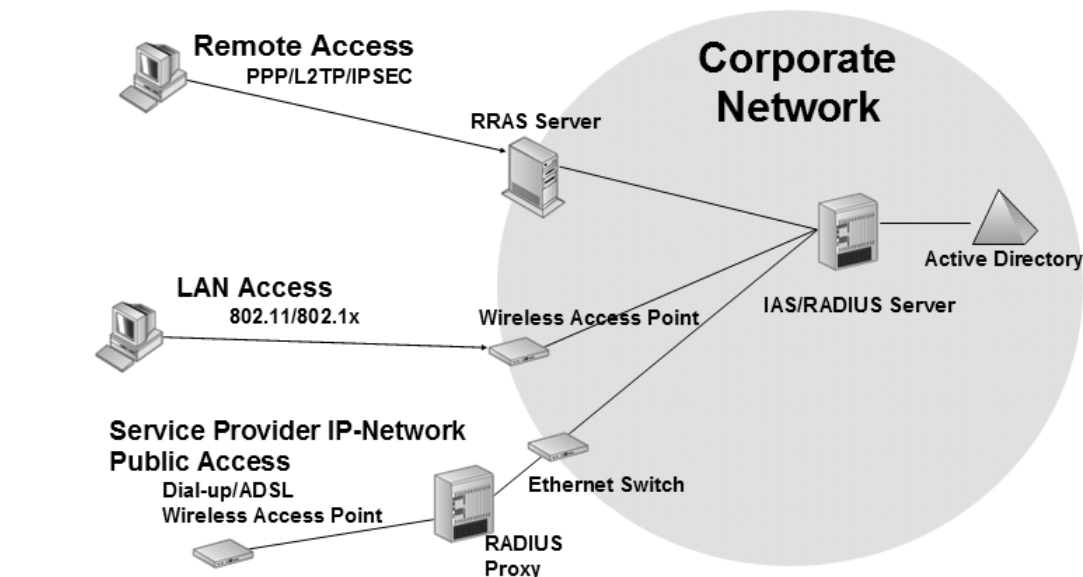 Remote Access
PPP/L2TP/IPSEC
Corporate
Network
RRAS Server
Active Directory
IAS/RADIUS Server
LAN Access
802.11/802.1x
Wireless Access Point
Service Provider IP-Network
Public Access
Dial-up/ADSL
Wireless Access Point
Ethernet Switch
RADIUS
Proxy